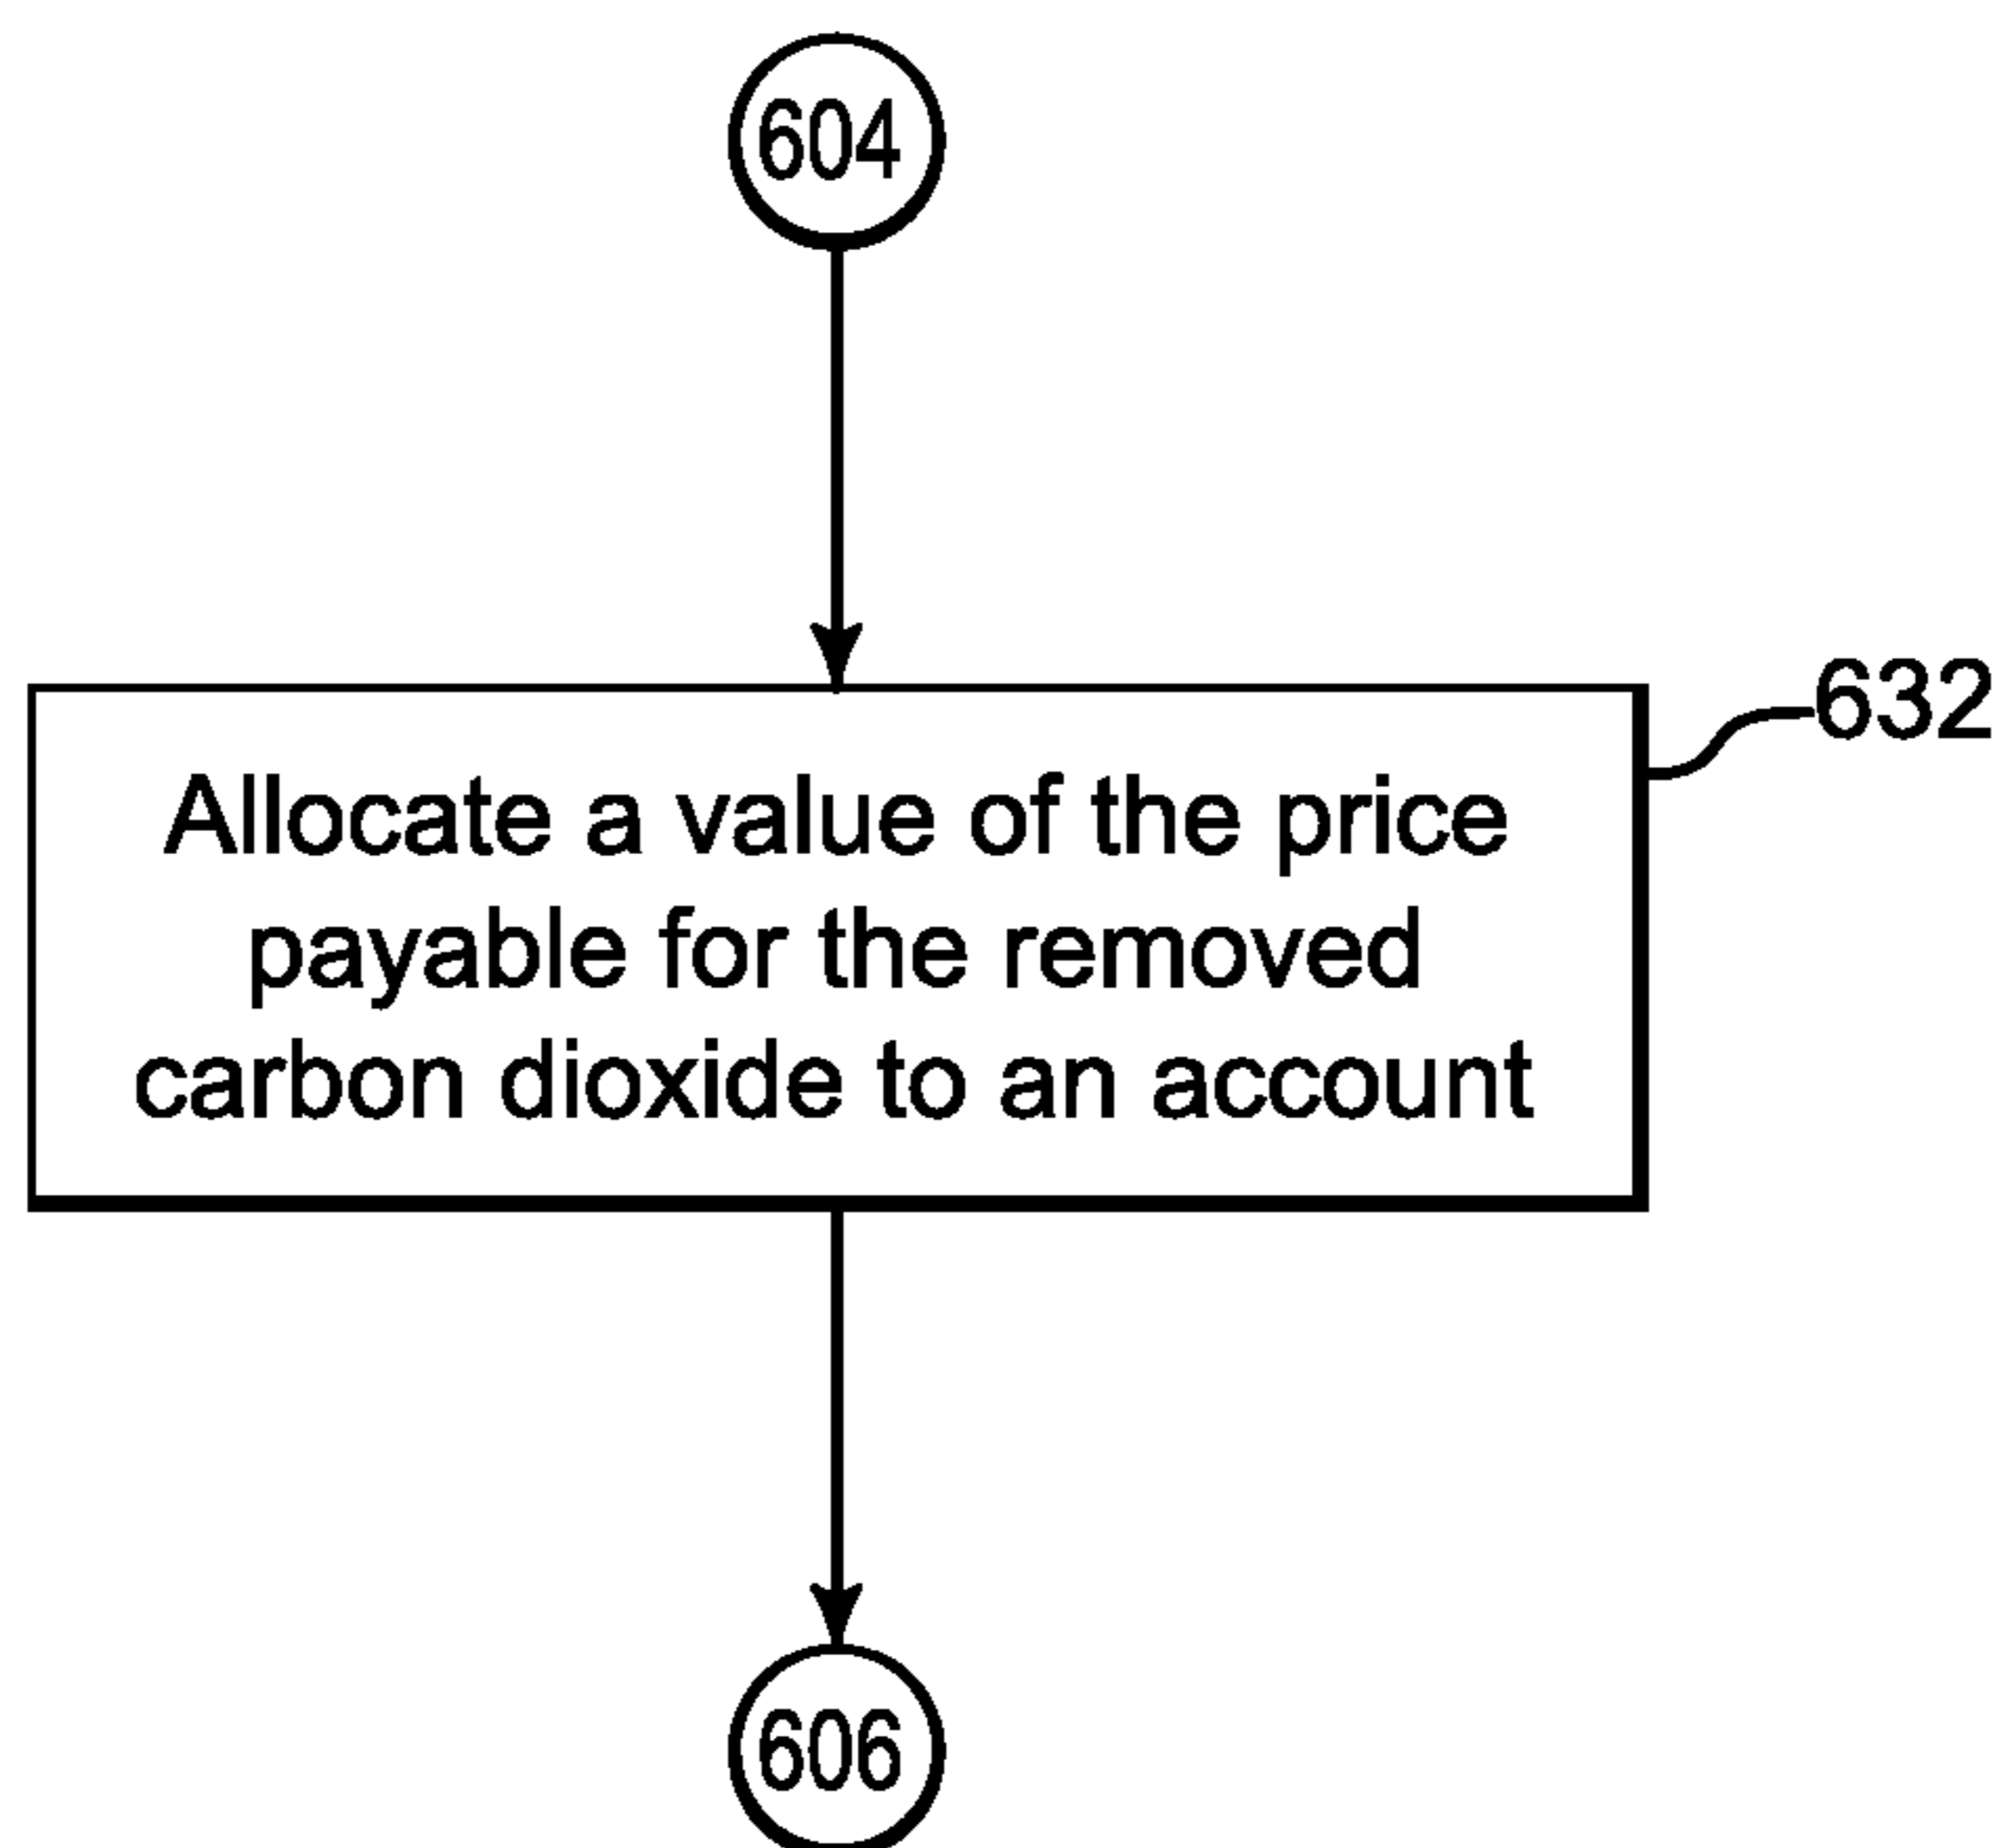 604
632
Allocate a value of the price
payable for the removed
carbon dioxide to an account
606